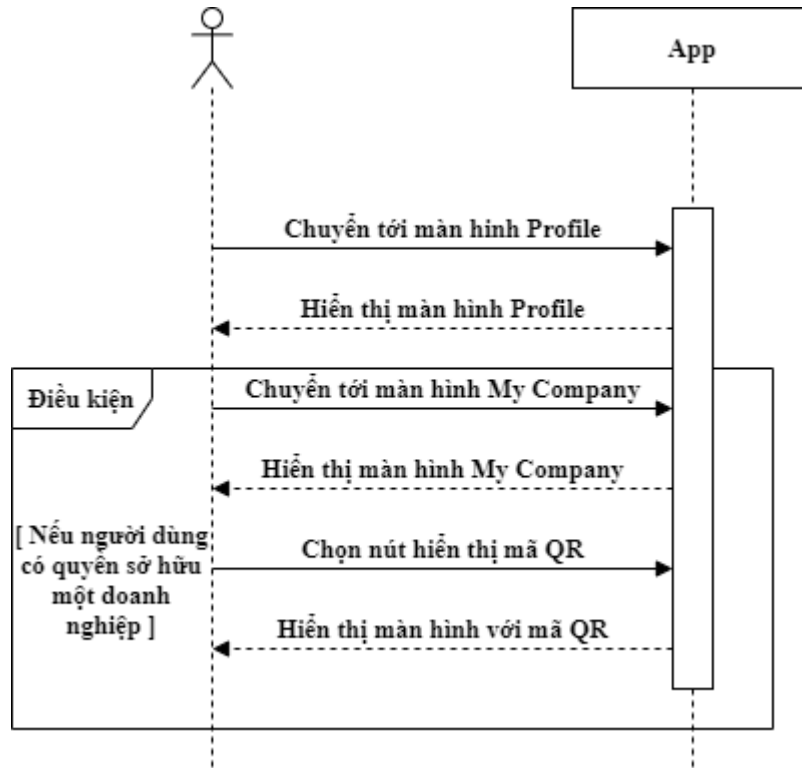 App
Chuyển tới màn hinh Profile
Hiển thị màn hình Profile
Điều kiện
Chuyển tới màn hình My Company
Hiển thị màn hình My Company
[ Nếu người dùng
có quyền sở hữu
một doanh
nghiệp ]
Chọn nút hiển thị mã QR
Hiển thị màn hình với mã QR